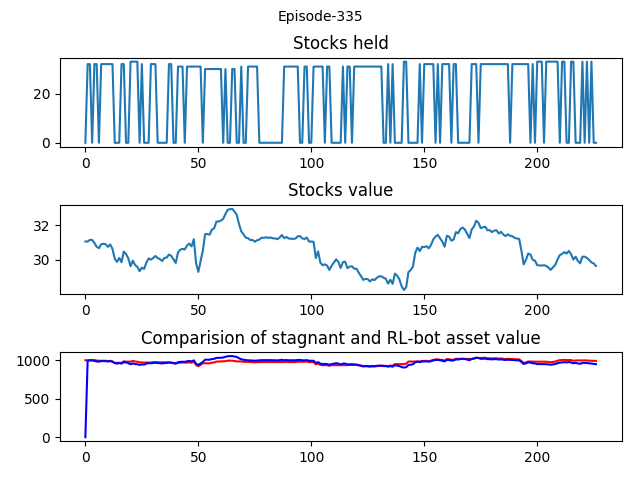 Episode-335
Stocks held
20
0
0 50 100 150 200
Stocks value
32
30
0 50 100 150 200
Comparision of stagnant and RL-bot asset value
1000
500
0
0 50 100 150 200